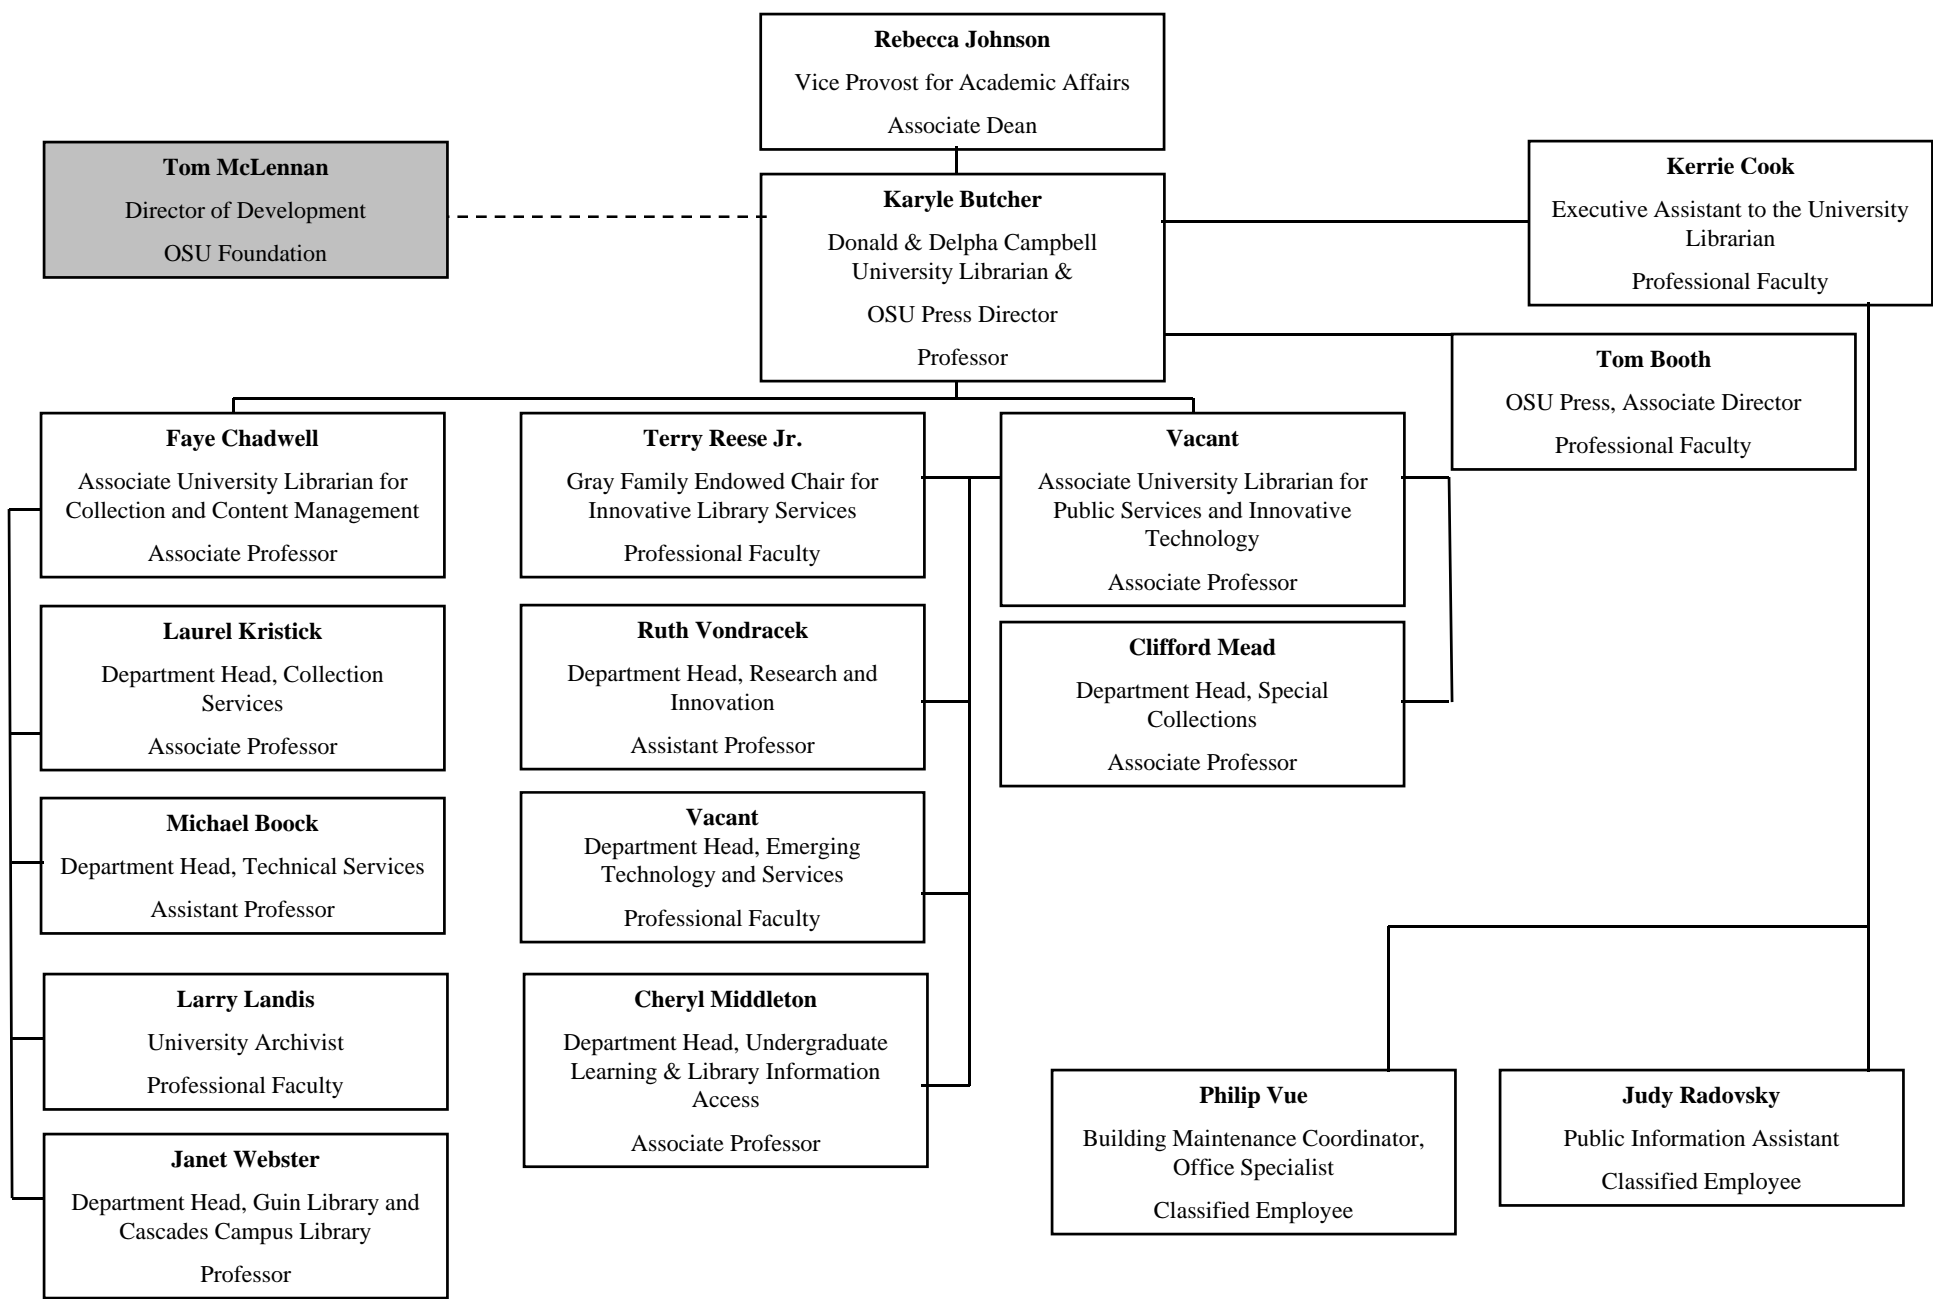 Rebecca Johnson
Vice Provost for Academic Affairs
Associate Dean
Tom McLennan
Director of Development
OSU Foundation
Karyle Butcher
Donald & Delpha Campbell
University Librarian &
OSU Press Director
Professor
Kerrie Cook
Executive Assistant to the University
Librarian
Professional Faculty
Tom Booth
OSU Press, Associate Director
Professional Faculty
Faye Chadwell
Associate University Librarian for
Collection and Content Management
Associate Professor
Terry Reese Jr.
Gray Family Endowed Chair for
Innovative Library Services
Professional Faculty
Vacant
Associate University Librarian for
Public Services and Innovative
Technology
Associate Professor
Laurel Kristick
Department Head, Collection
Services
Associate Professor
Ruth Vondracek
Department Head, Research and
Innovation
Assistant Professor
Clifford Mead
Department Head, Special
Collections
Associate Professor
Michael Boock
Department Head, Technical Services
Assistant Professor
Vacant
Department Head, Emerging
Technology and Services
Professional Faculty
Larry Landis
University Archivist
Professional Faculty
Cheryl Middleton
Department Head, Undergraduate
Learning & Library Information
Access
Associate Professor
Philip Vue
Building Maintenance Coordinator,
Office Specialist
Classified Employee
Judy Radovsky
Public Information Assistant
Classified Employee
Janet Webster
Department Head, Guin Library and
Cascades Campus Library
Professor